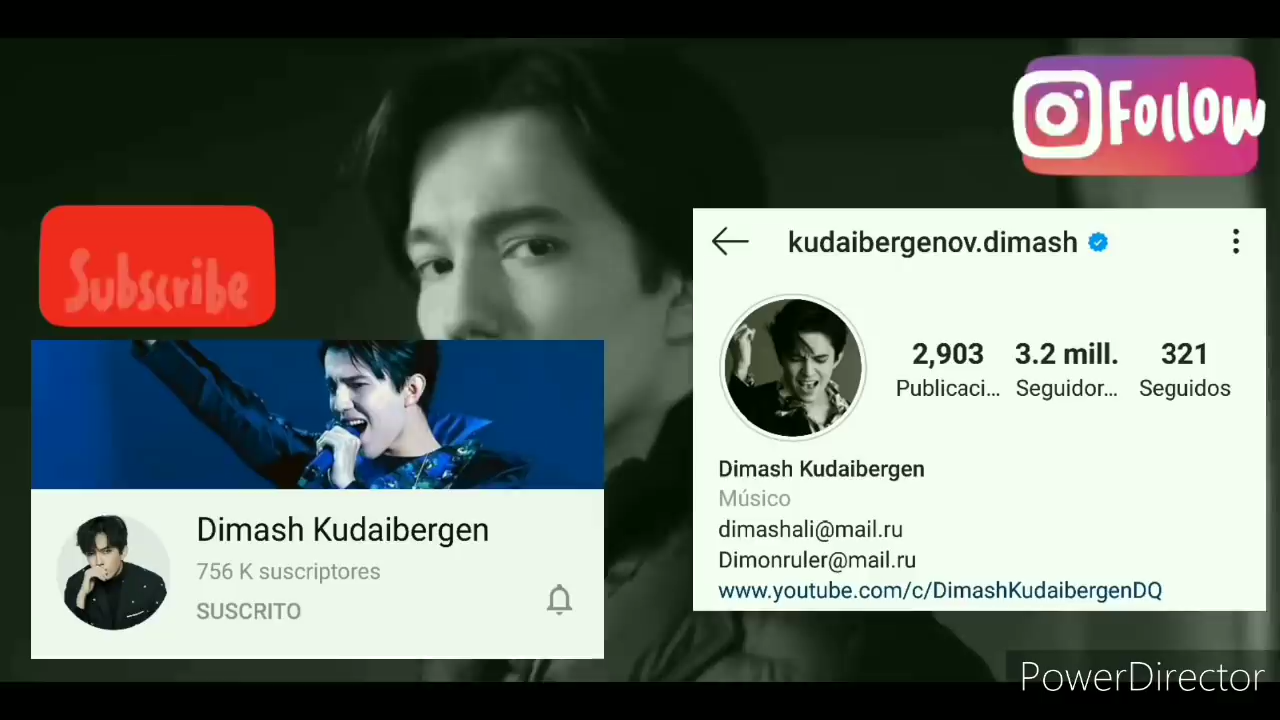 Follow
Subscribe
kudaibergenov.dimash
2,903 3.2 mill. 321
Publicaci... Seguidor... Seguidos
Dimash Kudaibergen
Músico
dimashali@mail.ru
Dimonruler@mail.ru
www.youtube.com/c/DimashKudaibergenDQ
Dimash Kudaibergen
756 K suscriptores
SUSCRITO
PowerDirector